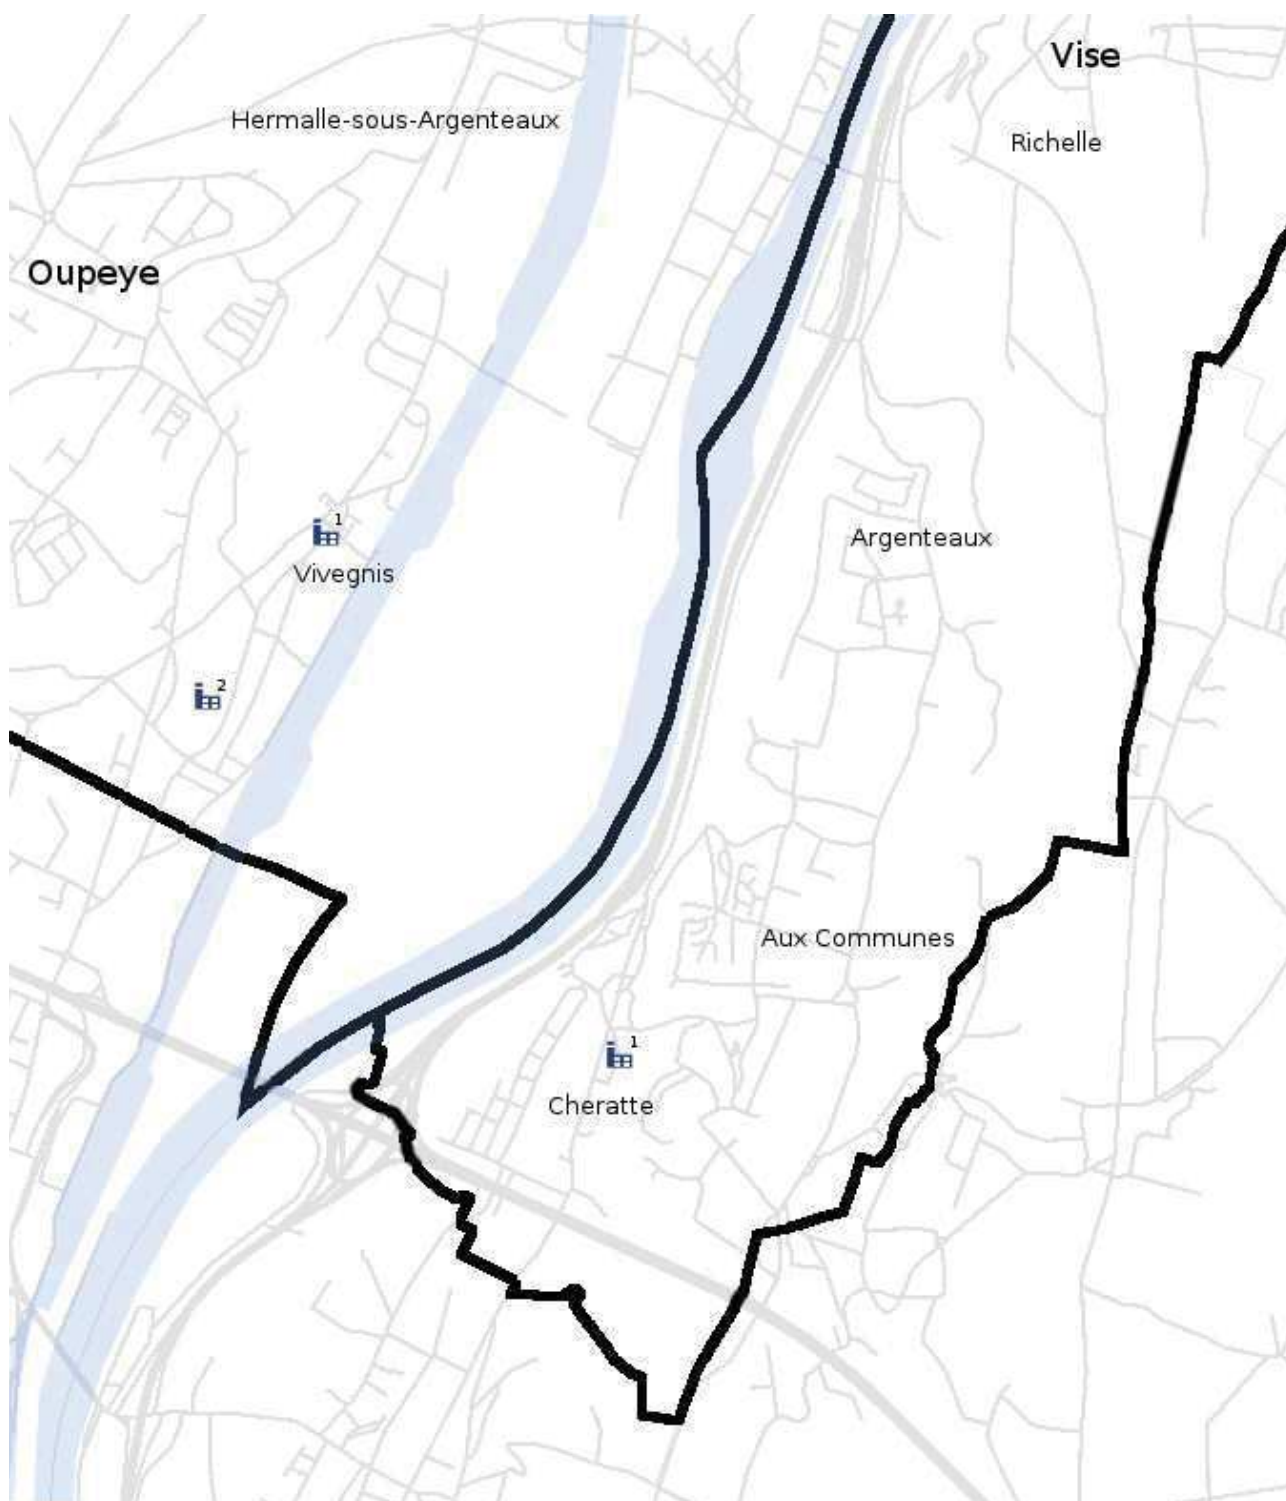 Vise
Hermalle-sous-Argenteaux
Richelle
Oupeye
1
Argenteaux
Vivegnis
2
Aux Communes
1
Cheratte